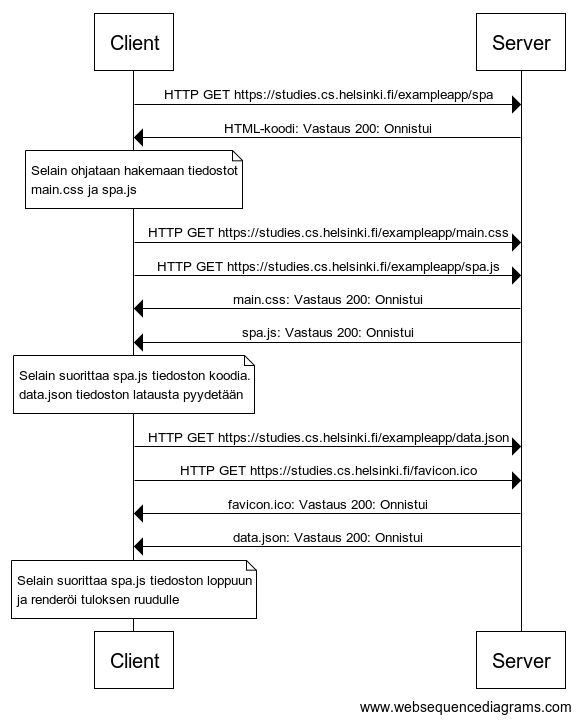 Client
Server
HTTP GET https://studies.cs.helsinki.fi/exampleapp/spa
HTML-koodi: Vastaus 200: Onnistui
Selain ohjataan hakemaan tiedostot
main.css ja spa.js
HTTP GET https://studies.cs.helsinki.fi/exampleapp/main.css
HTTP GET https://studies.cs.helsinki.fi/exampleapp/spa.js
main.css: Vastaus 200: Onnistui
spa.js: Vastaus 200: Onnistui
Selain suorittaa spa.js tiedoston koodia.
data.json tiedoston latausta pyydetään
HTTP GET https://studies.cs.helsinki.fi/exampleapp/data.json
HTTP GET https://studies.cs.helsinki.fi/favicon.ico
favicon.ico: Vastaus 200: Onnistui
data.json: Vastaus 200: Onnistui
Selain suorittaa spa.js tiedoston loppuun
ja renderöi tuloksen ruudulle
Client
Server
www.websequencediagrams.com